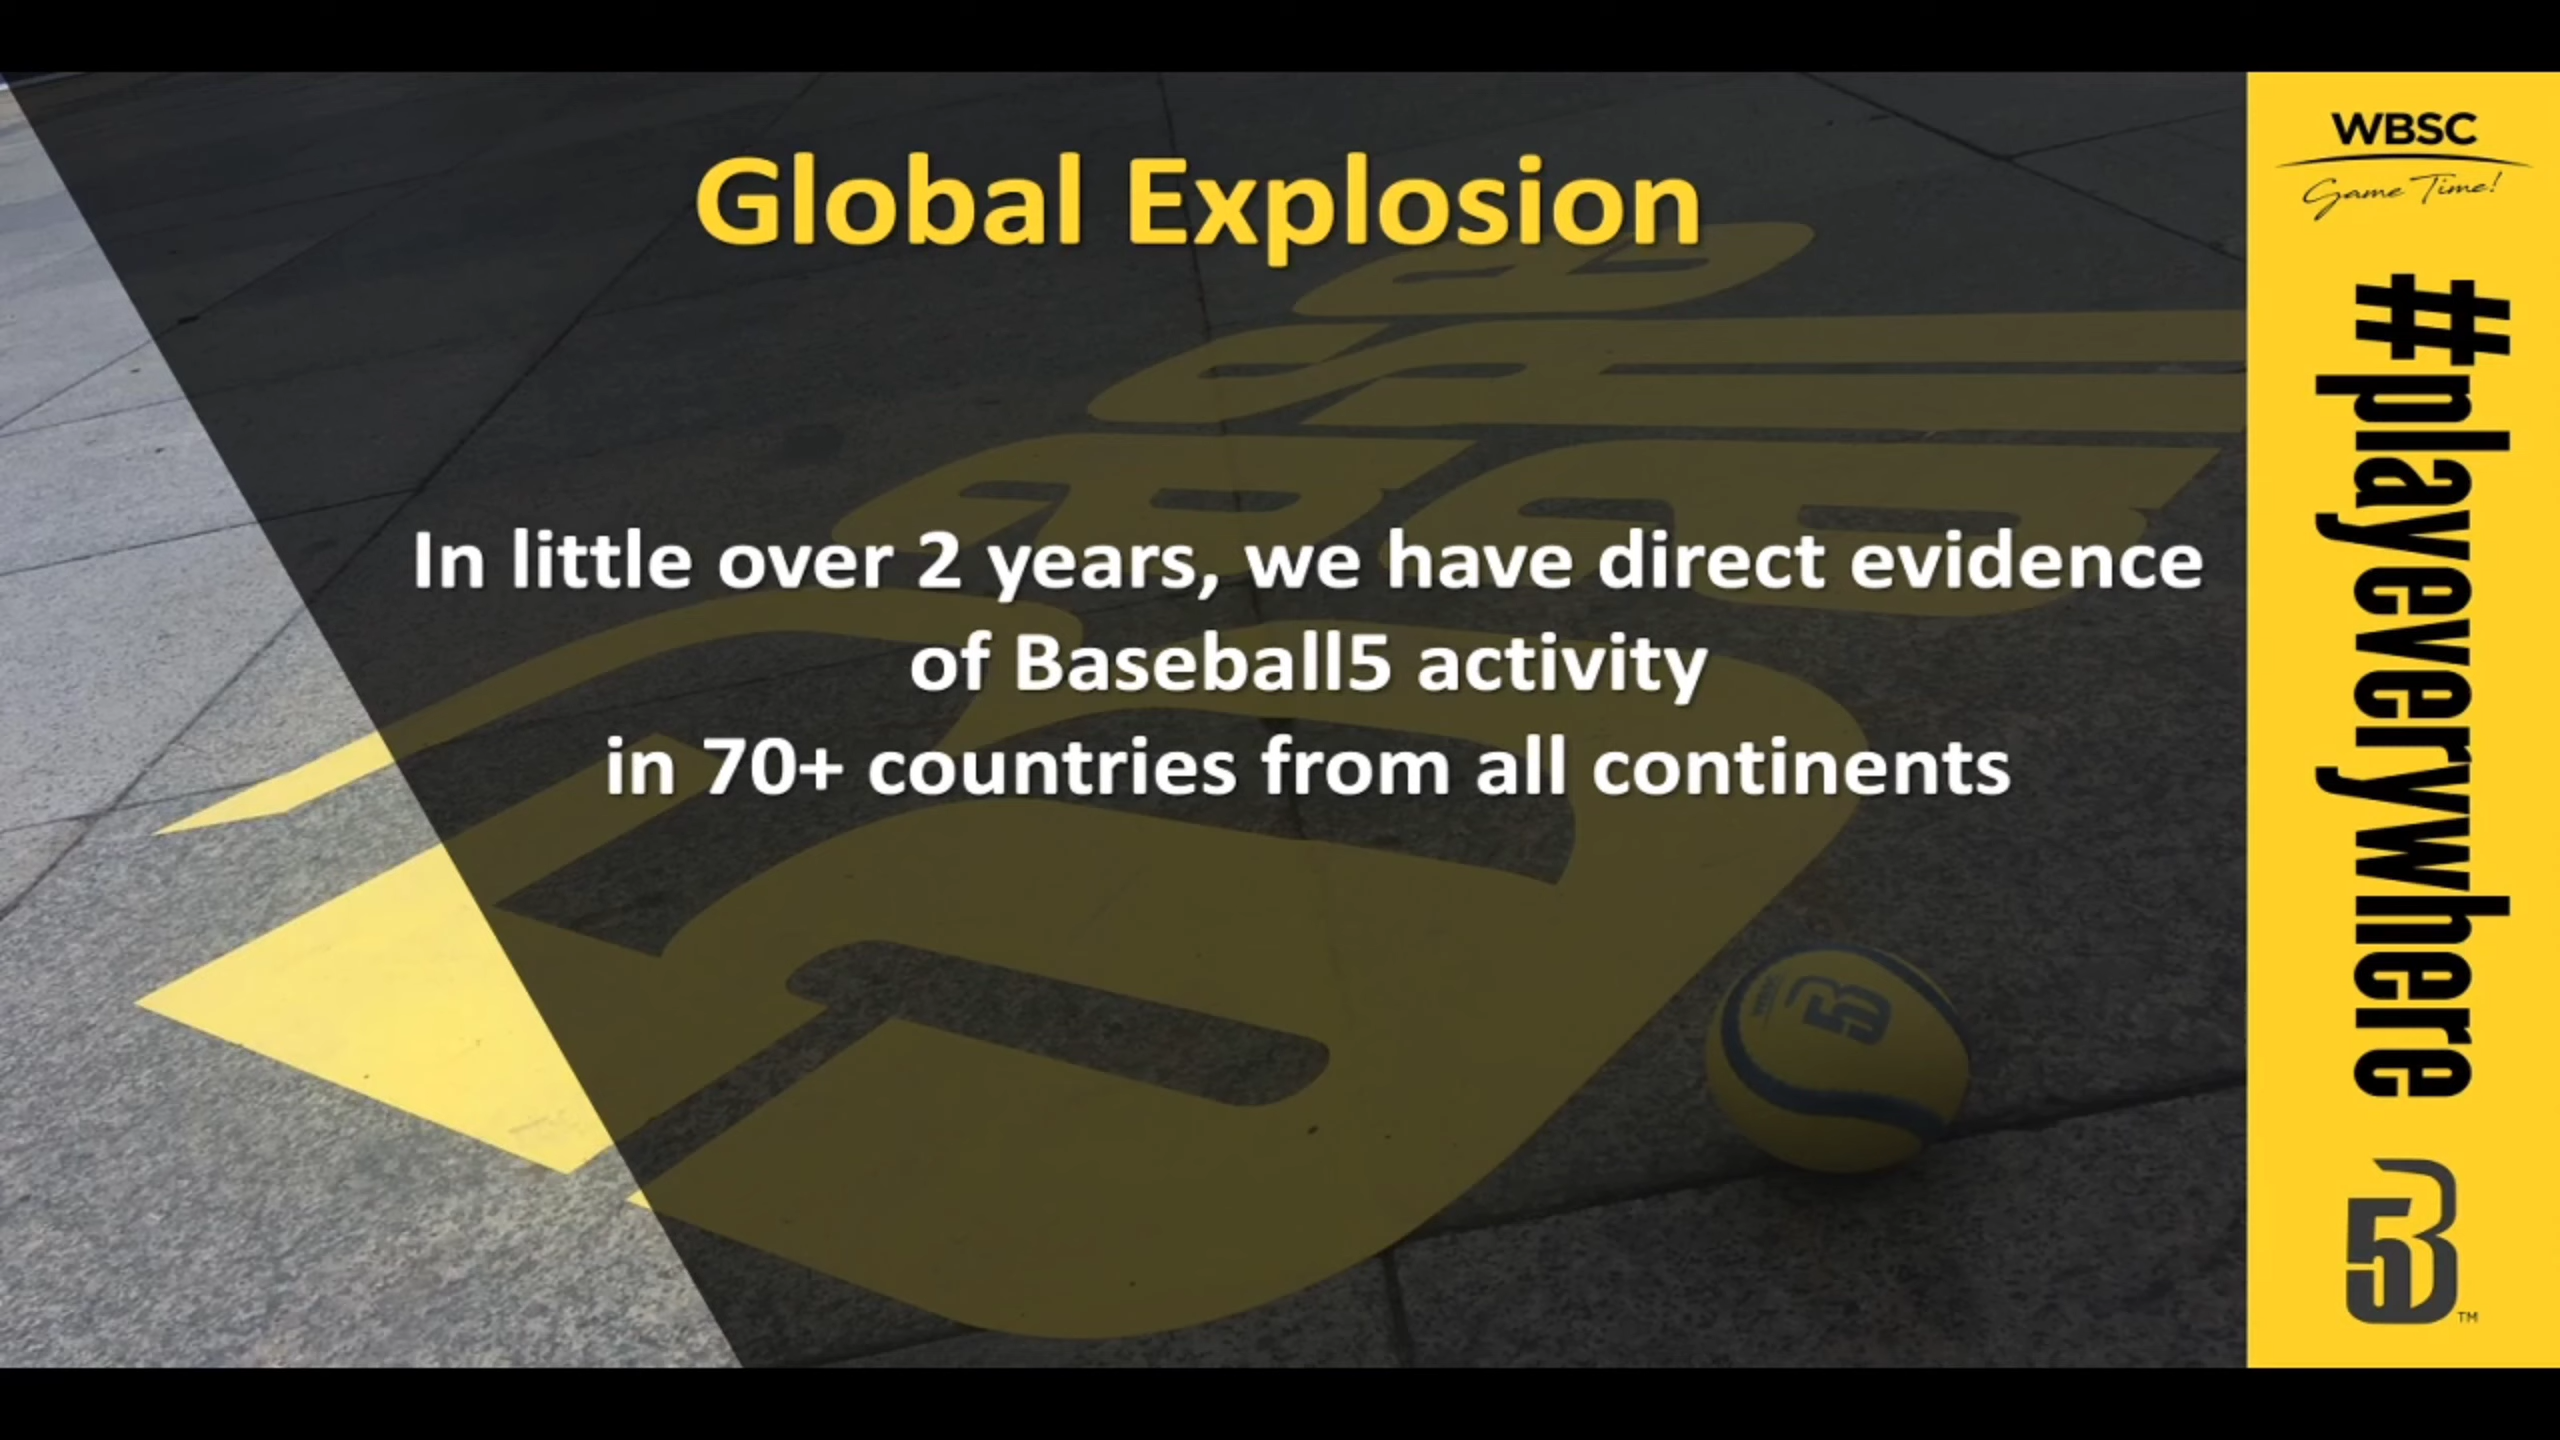 Global Explosion
In little over 2 years, we have direct evidence
of Baseball5 activity
in 70+ countries from all continents
WBSC
Game Time!
#playeverywhere
5B
TM